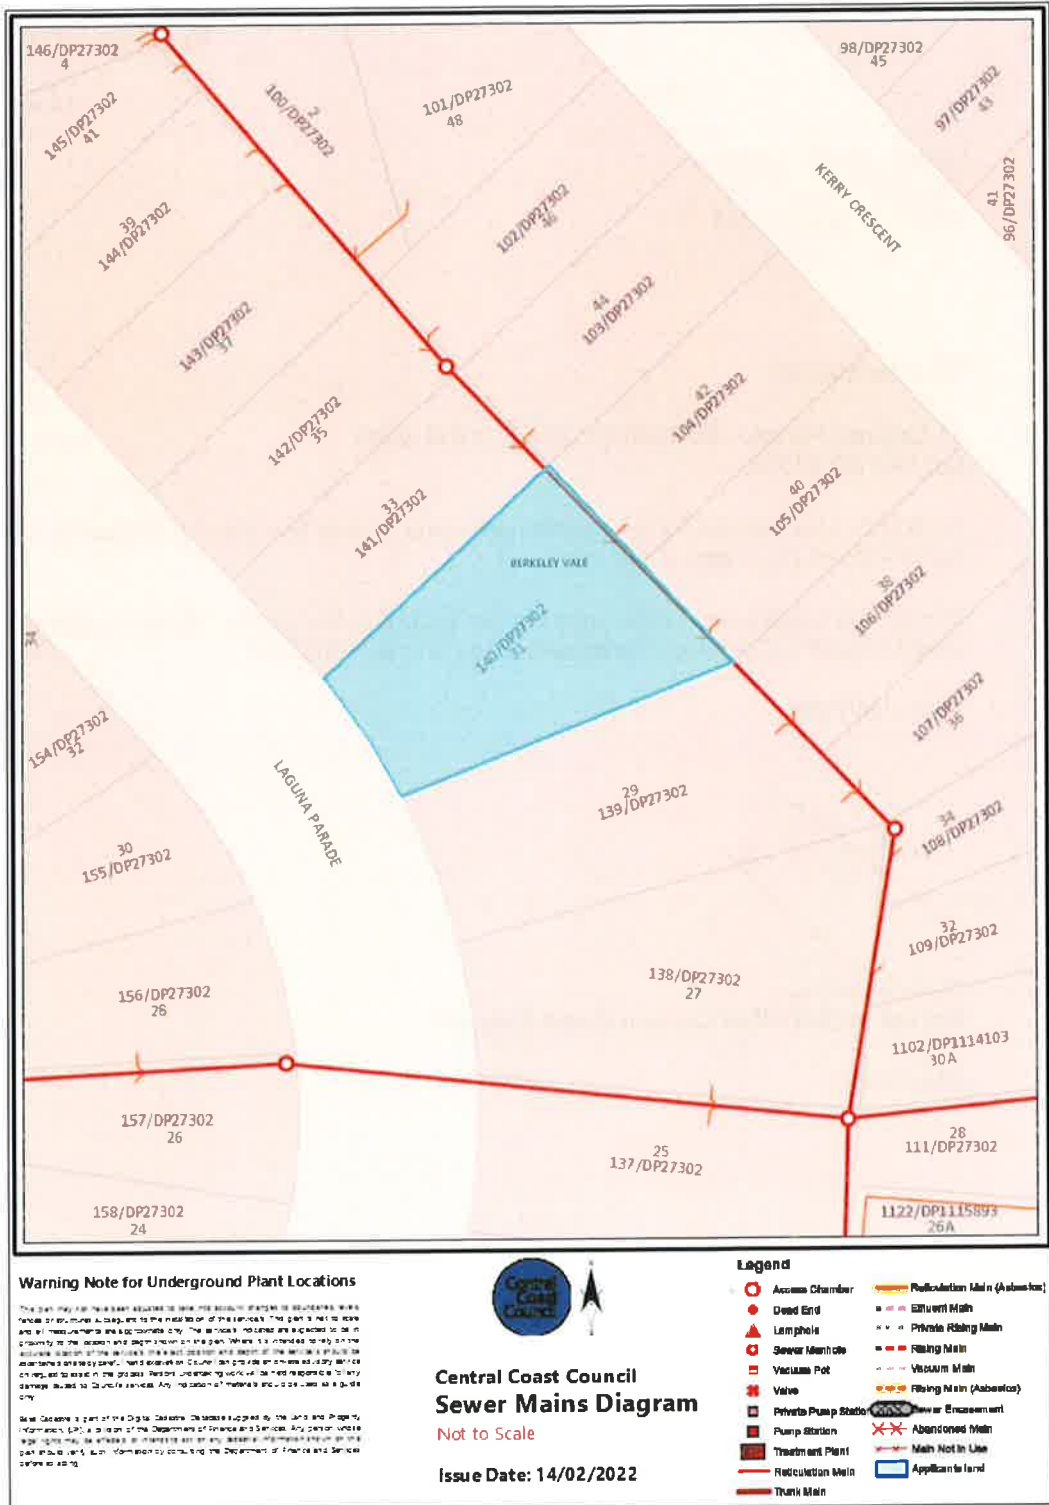 146/DP27302
4
145/DP27302
41
2
100/DP27302
101/DP27302
48
98/DP27302
45
97/DP27302
43
41
96/DP27302
39
144/DP27302
102/DP27302
46
KERRY CRESCENT
143/DP27302
37
44
103/DP27302
142/DP27302
35
42
104/DP27302
33
141/DP27302
40
105/DP27302
BERKELEY VALE
38
106/DP27302
34
140/DP27302
31
107/DP27302
36
154/DP27302
32
LAGUNA PARADE
29
139/DP27302
34
108/DP27302
30
155/DP27302
32
109/DP27302
156/DP27302
28
138/DP27302
27
1102/DP1114103
30A
157/DP27302
26
25
137/DP27302
28
111/DP27302
158/DP27302
24
1122/DP1115893
26A
Warning Note for Underground Plant Locations
Central
Coast
Council
Central Coast Council
Sewer Mains Diagram
Not to Scale
Issue Date: 14/02/2022
Legend
Access Chamber
Dead End
Lamphole
Sewer Manhole
Vacuum Pot
Valve
Private Pump Station
Pump Station
Treatment Plant
Reticulation Main
Trunk Main
Reticulation Main (Asbestos)
Effluent Main
Private Rising Main
Rising Main
Vacuum Main
Rising Main (Asbestos)
Sewer Encasement
Abandoned Main
Main Not In Use
Applicants land